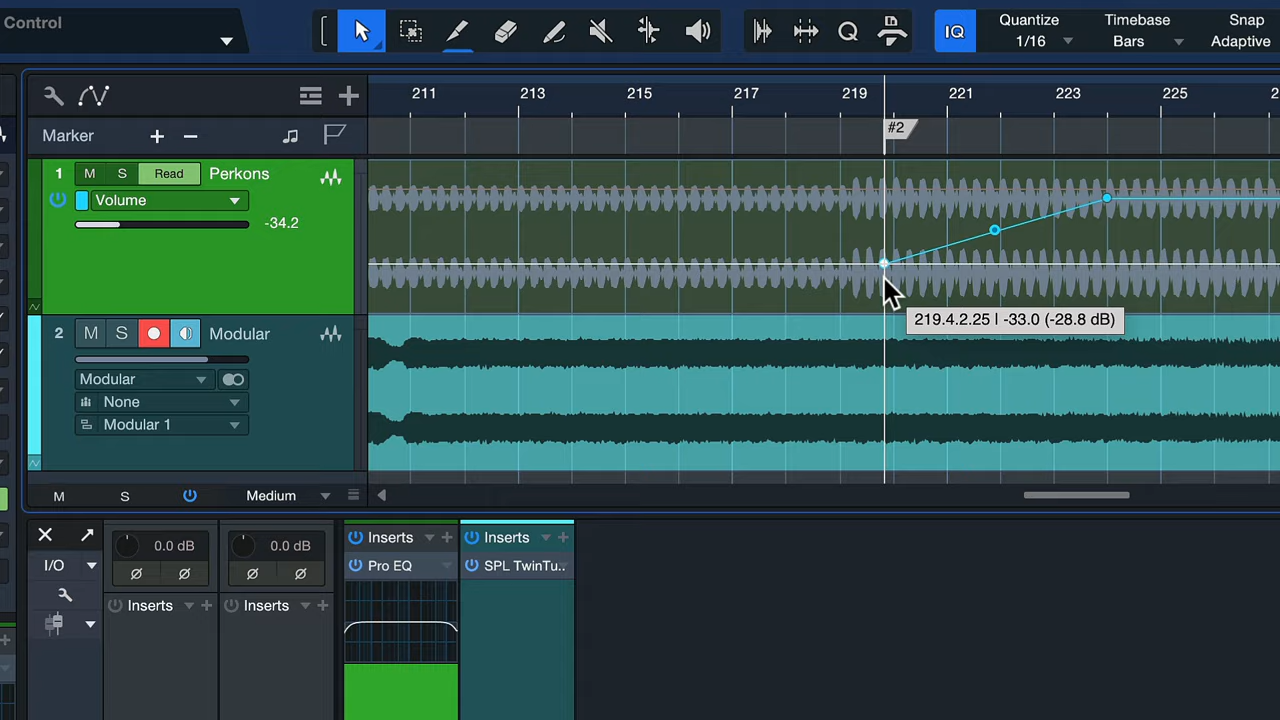 Control
IQ
Quantize
1/16
Timebase
Bars
Snap
Adaptive
211 213 215 217 219 221 223 225 2
Marker
#2
1 M S Read Perkons
Volume
-34.2
219.4.2.25 | -33.0 (-28.8 dB)
2 M S Modular
Modular
None
Modular 1
M S Medium
0.0 dB
0.0 dB
Inserts
Inserts
I/O
Pro EQ
SPL TwinTu..
Inserts
Inserts